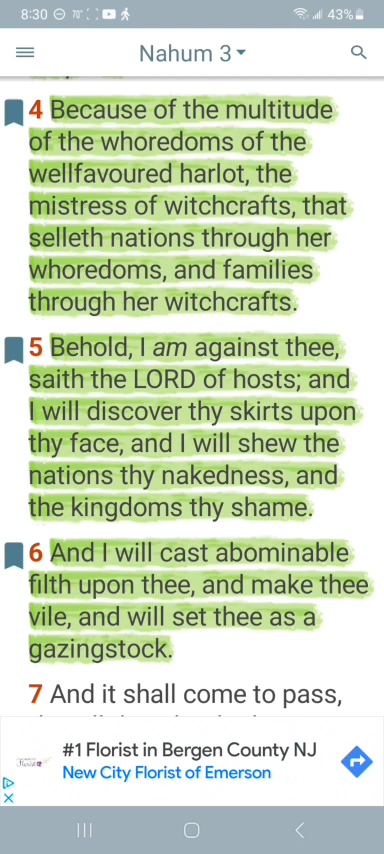 8:30 70° 43%
Nahum 3
4 Because of the multitude
of the whoredoms of the
wellfavoured harlot, the
mistress of witchcrafts, that
selleth nations through her
whoredoms, and families
through her witchcrafts.
5 Behold, I am against thee,
saith the LORD of hosts; and
I will discover thy skirts upon
thy face, and I will shew the
nations thy nakedness, and
the kingdoms thy shame.
6 And I will cast abominable
filth upon thee, and make thee
vile, and will set thee as a
gazingstock.
7 And it shall come to pass,
#1 Florist in Bergen County NJ
New City Florist of Emerson